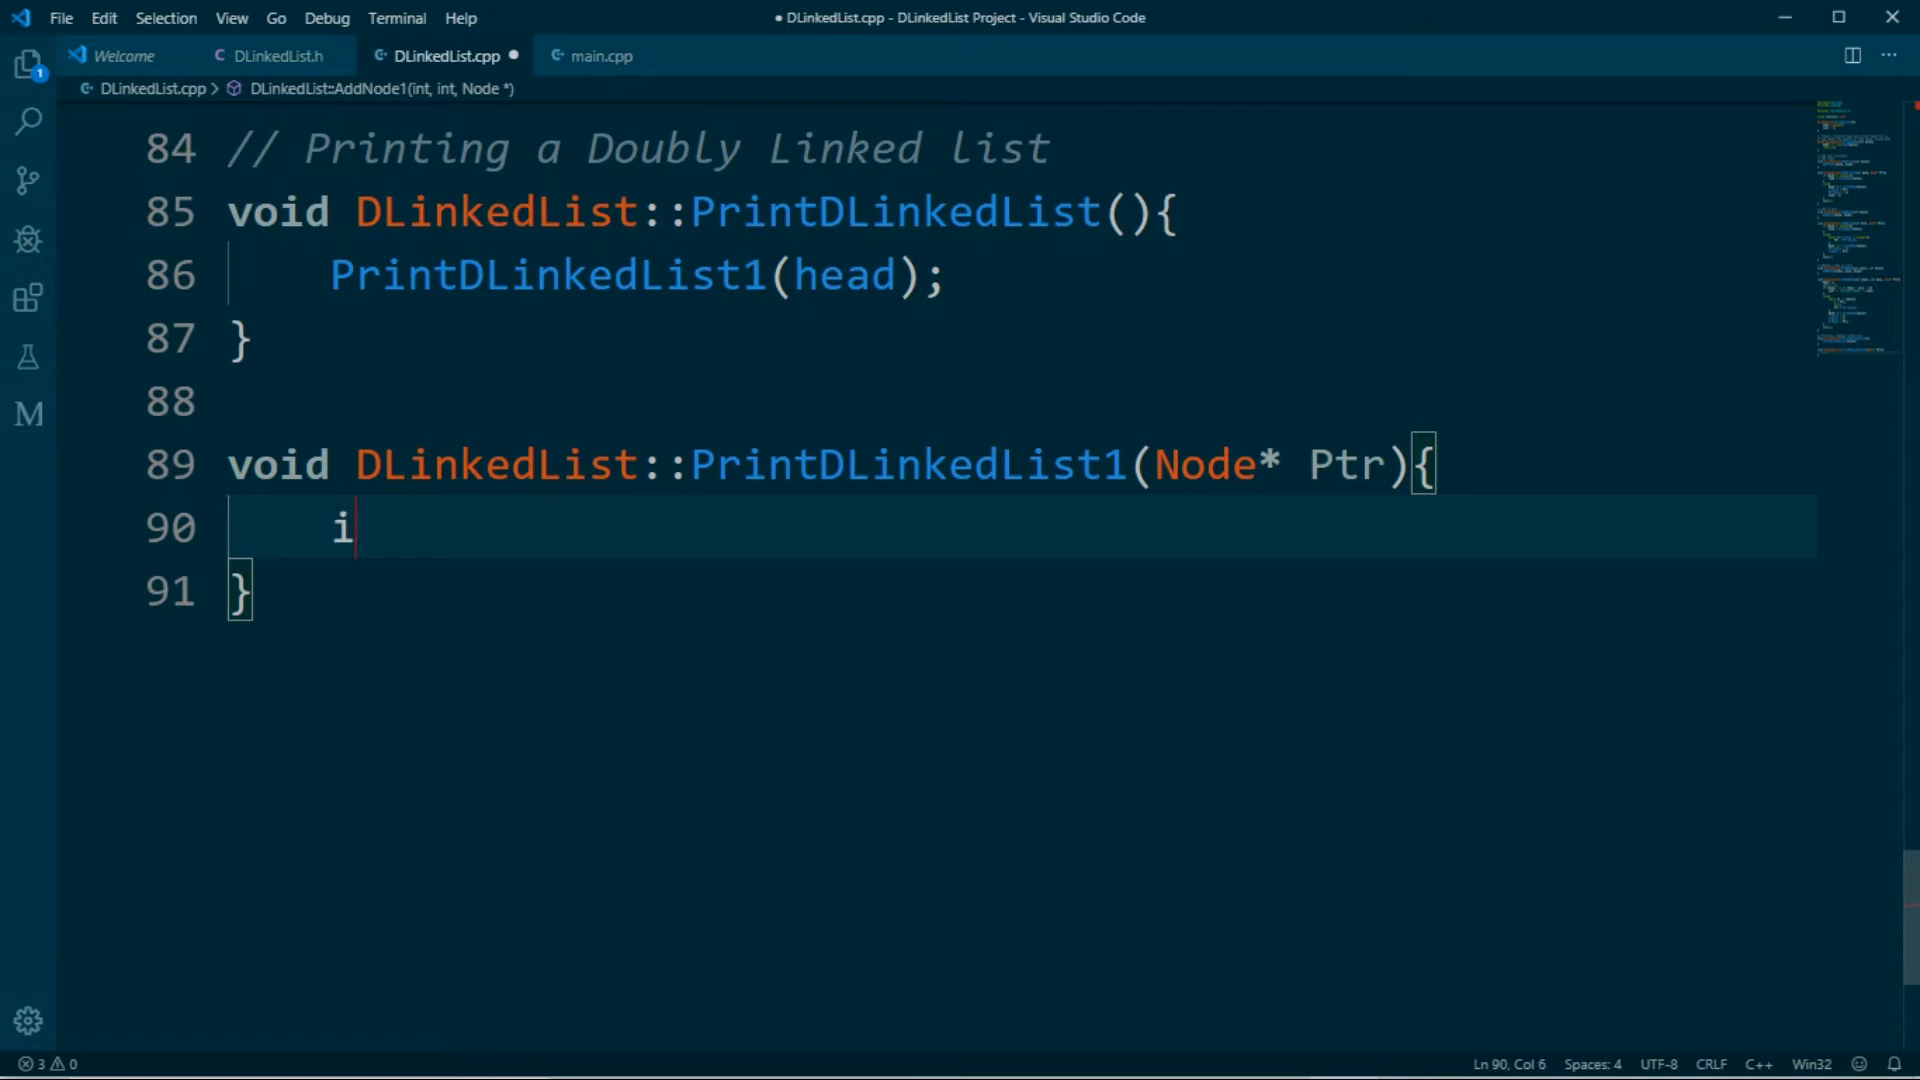 File Edit Selection View Go Debug Terminal Help
● DLinkedList.cpp - DLinkedList Project - Visual Studio Code
Welcome
C DLinkedList.h
DLinkedList.cpp ●
main.cpp
DLinkedList.cpp > DLinkedList::AddNode1(int, int, Node *)
1
M
84 // Printing a Doubly Linked list
85 void DLinkedList::PrintDLinkedList(){
86 PrintDLinkedList1(head);
87 }
88
89 void DLinkedList::PrintDLinkedList1(Node* Ptr){
90 i
91 }
3 0
Ln 90, Col 6 Spaces: 4 UTF-8 CRLF C++ Win32